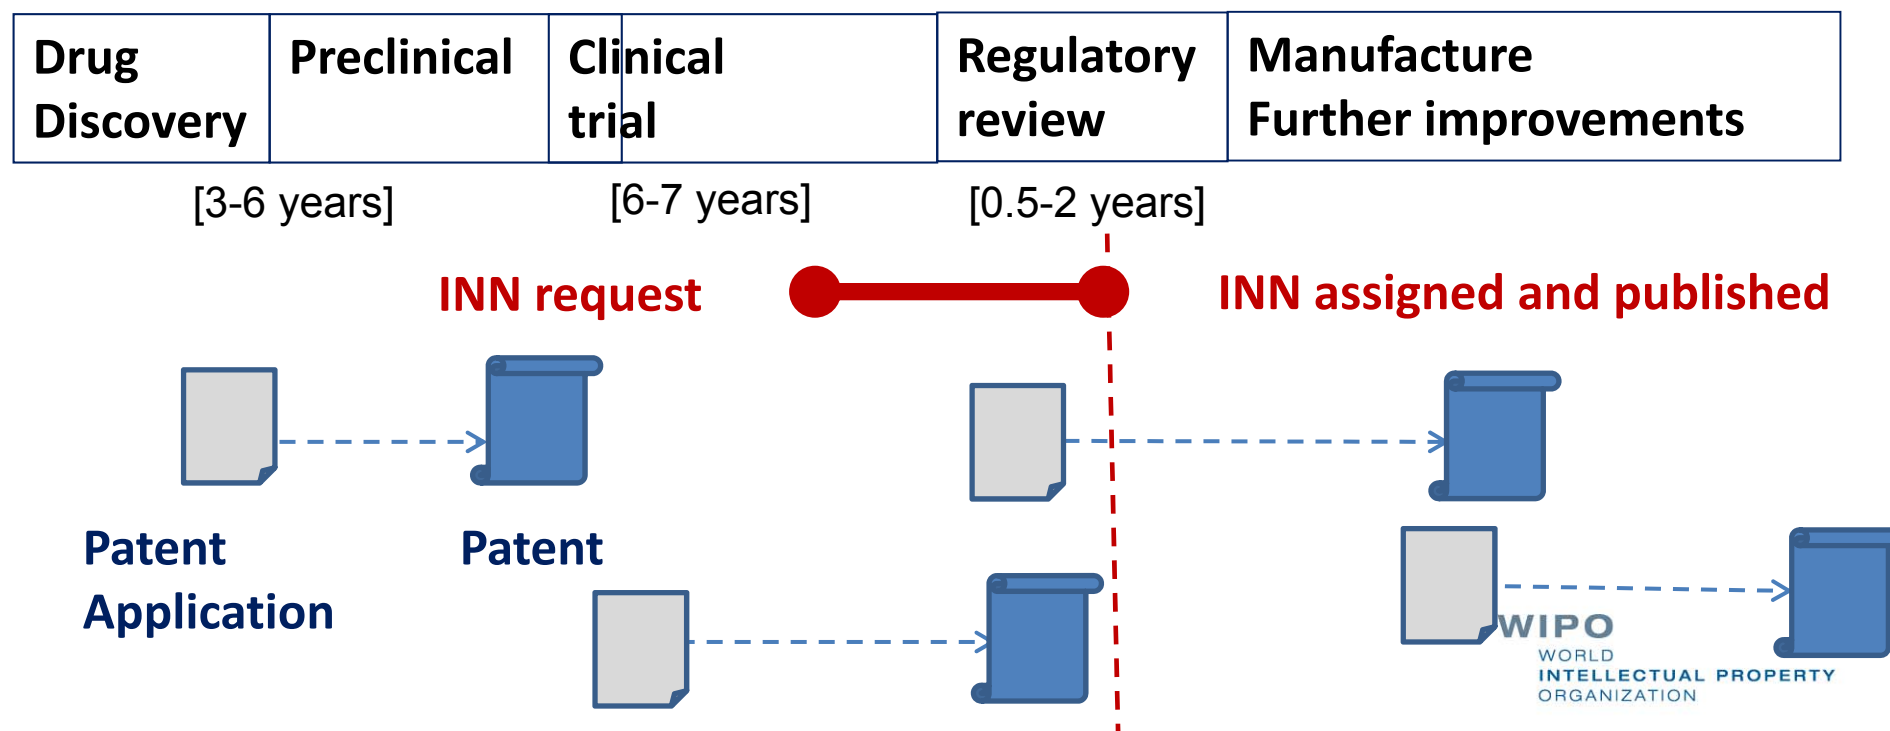 Drug
Discovery
Preclinical
Clinical
trial
Regulatory
review
Manufacture
Further improvements
[3-6 years]
[6-7 years]
[0.5-2 years]
INN request
INN assigned and published
Patent
Application
Patent
WIPO
WORLD
INTELLECTUAL PROPERTY
ORGANIZATION